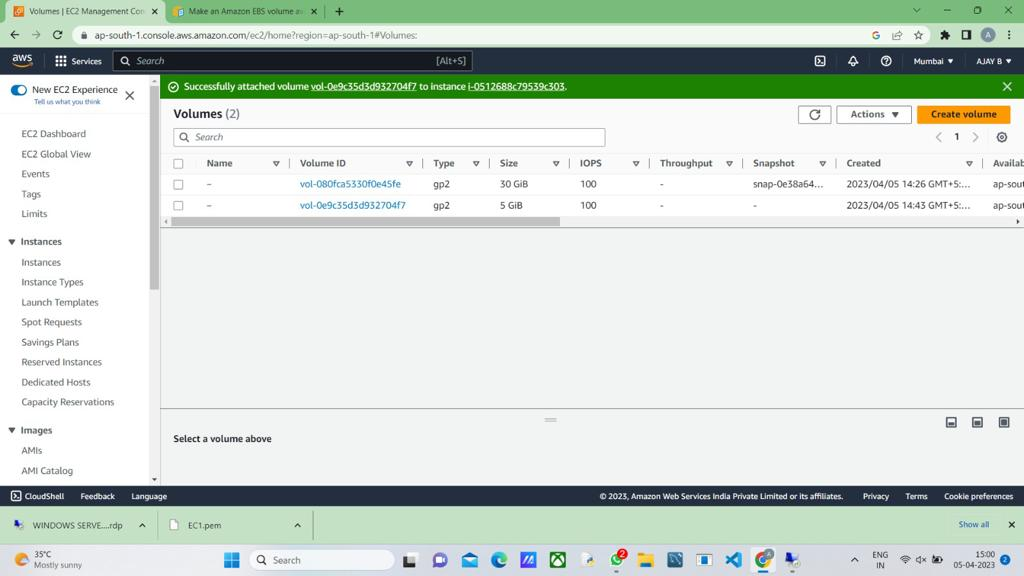 Volumes | EC2 Management Con
Make an Amazon EBS volume av
ap-south-1.console.aws.amazon.com/ec2/home?region=ap-south-1#Volumes:
A
aws
Services
Search
[Alt+S]
Mumbai
AJAY B
New EC2 Experience
Tell us what you think
EC2 Dashboard
EC2 Global View
Events
Tags
Limits
Instances
Instances
Instance Types
Launch Templates
Spot Requests
Savings Plans
Reserved Instances
Dedicated Hosts
Capacity Reservations
Images
AMIs
AMI Catalog
Successfully attached volume vol-0e9c35d3d932704f7 to instance i-0512688c79539c303.
Volumes (2)
Actions
Create volume
Search
1
Name Volume ID Type Size IOPS Throughput Snapshot Created Availab
– vol-080fca5330f0e45fe gp2 30 GiB 100 - snap-0e38a64... 2023/04/05 14:26 GMT+5:... ap-sout
– vol-0e9c35d3d932704f7 gp2 5 GiB 100 - - 2023/04/05 14:43 GMT+5:... ap-sout
Select a volume above
CloudShell Feedback Language
© 2023, Amazon Web Services India Private Limited or its affiliates. Privacy Terms Cookie preferences
WINDOWS SERVE....rdp
EC1.pem
Show all
35°C
Mostly sunny
Search
2
ENG
IN
15:00
05-04-2023
2